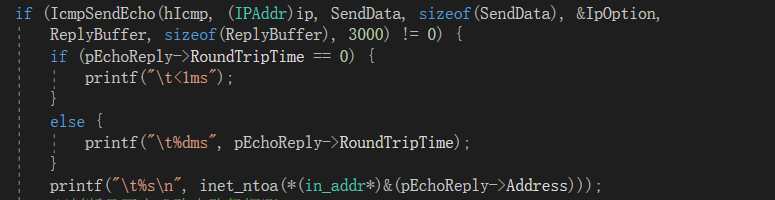 if (IcmpSendEcho(hIcmp, (IPAddr)ip, SendData, sizeof(SendData), &IpOption,
ReplyBuffer, sizeof(ReplyBuffer), 3000) != 0) {
if (pEchoReply->RoundTripTime == 0) {
printf("\t<1ms");
}
else {
printf("\t%dms", pEchoReply->RoundTripTime);
}
printf("\t%s\n", inet_ntoa(*(in_addr*)&(pEchoReply->Address)));